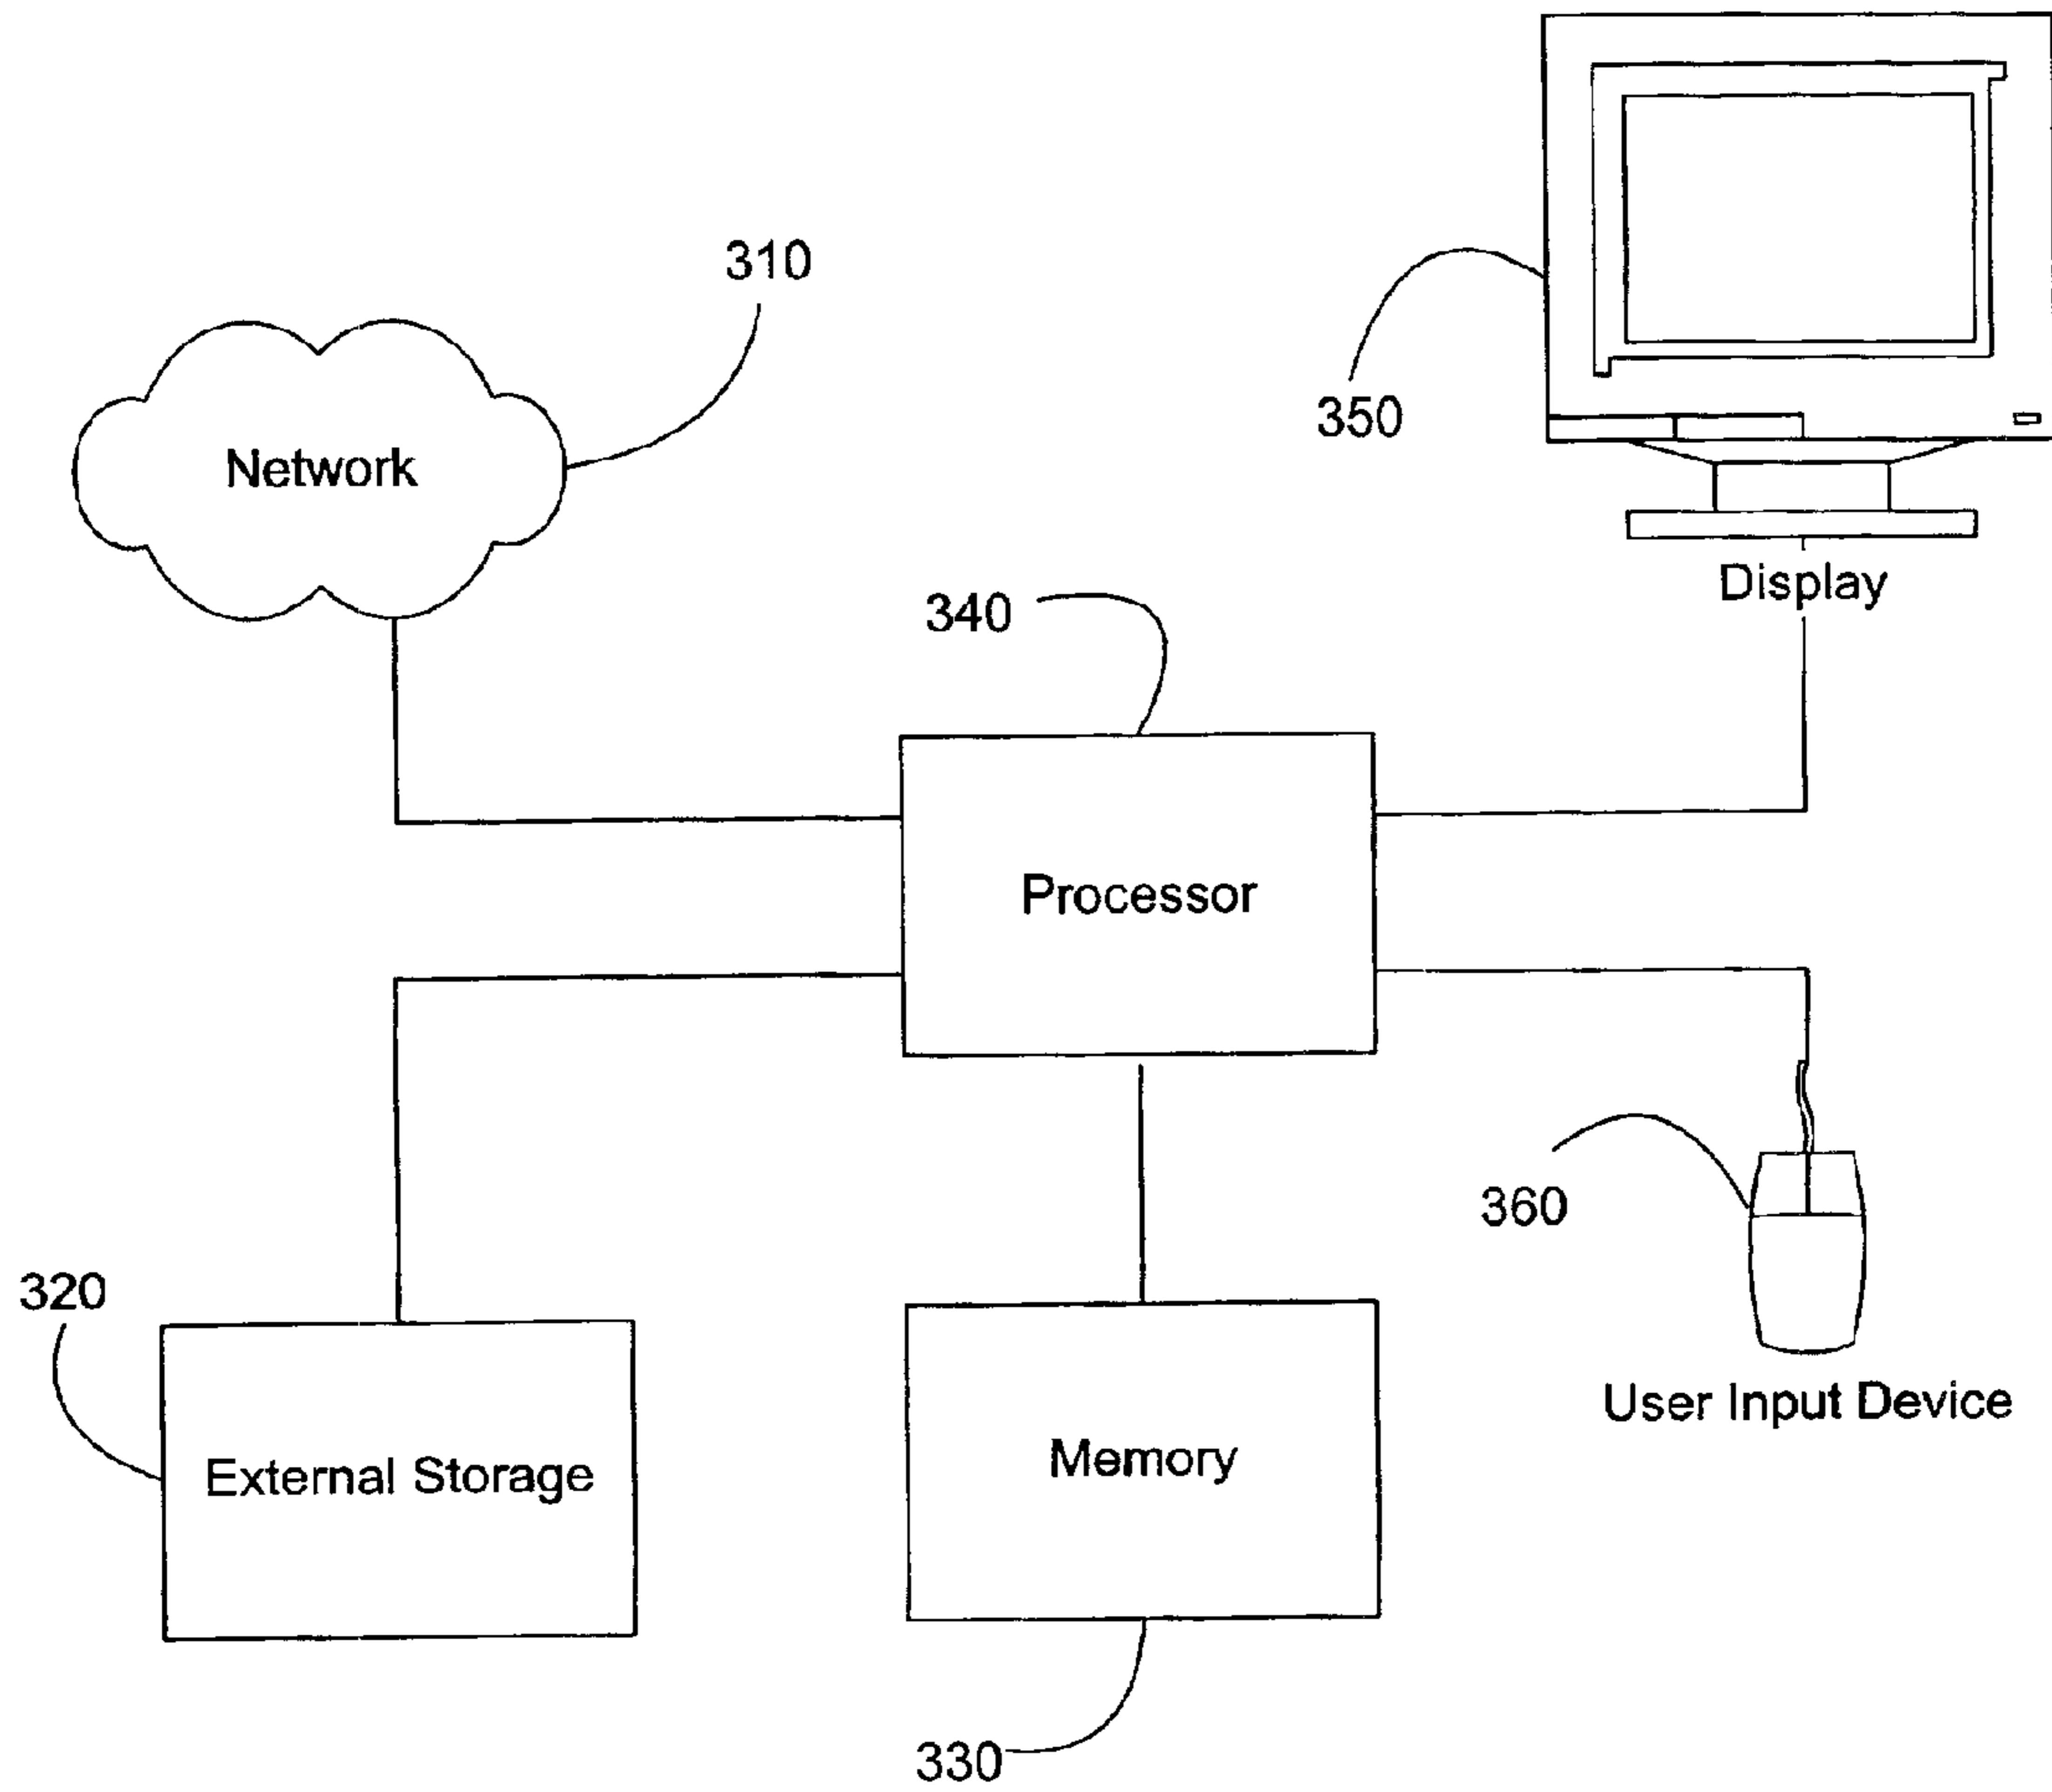 310
Network
350
Display
340
Processor
360
320
User Input Device
External Storage
Memory
330